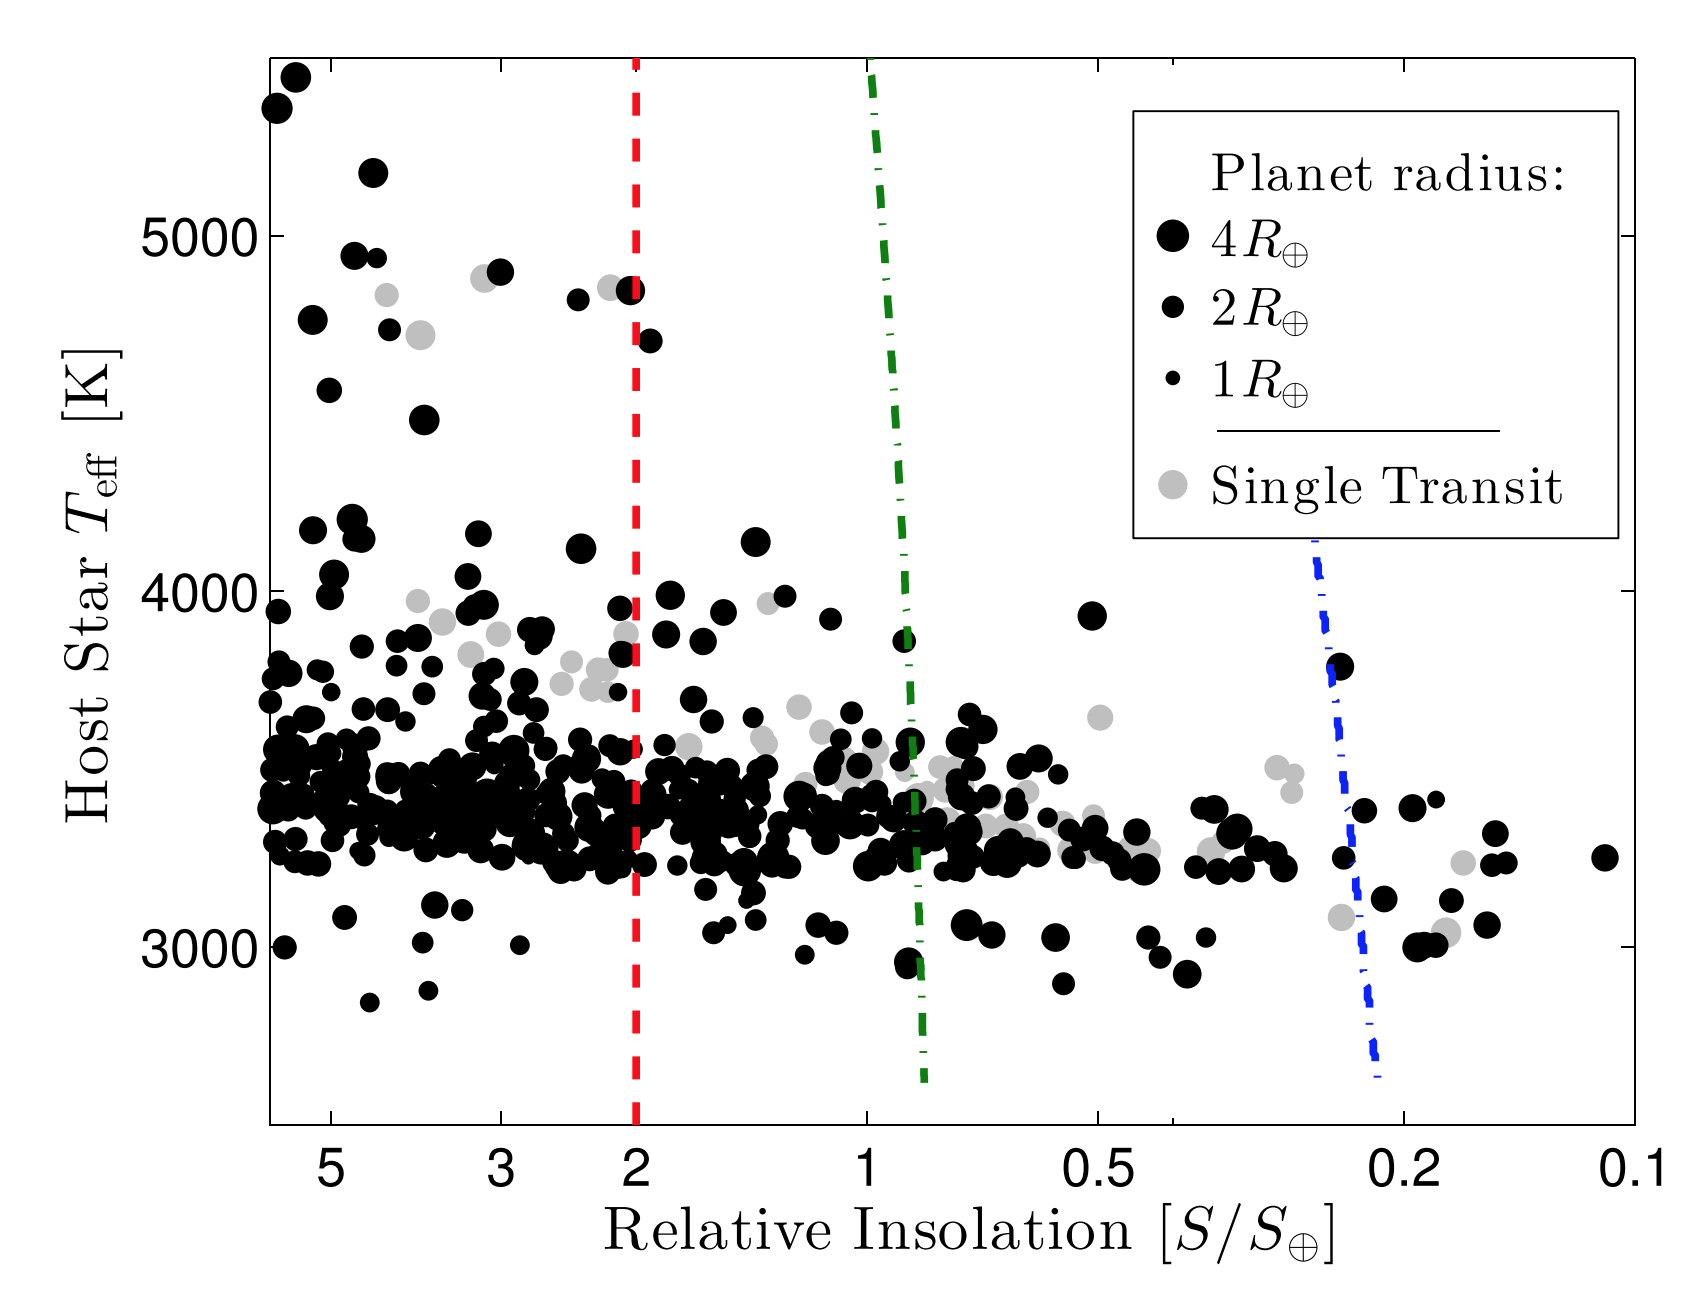 Planet radius:
4R⊕
2R⊕
1R⊕
Single Transit
Host Star Teff [K]
5000
4000
3000
5 3 2 1 0.5 0.2 0.1
Relative Insolation [S/S⊕]